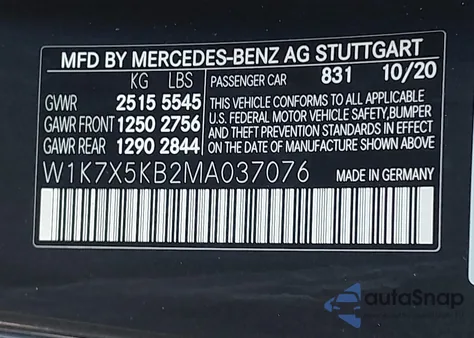 MFD BY MERCEDES-BENZ AG STUTTGART
KG LBS PASSENGER CAR 831 10/20
GVWR 2515 5545
GAWR FRONT 1250 2756
GAWR REAR 1290 2844
THIS VEHICLE CONFORMS TO ALL APPLICABLE
U.S. FEDERAL MOTOR VEHICLE SAFETY,BUMPER
AND THEFT PREVENTION STANDARDS IN EFFECT
ON THE DATE OF MANUFACTURE SHOWN ABOVE.
W1K7X5KB2MA037076 MADE IN GERMANY
autoSnap